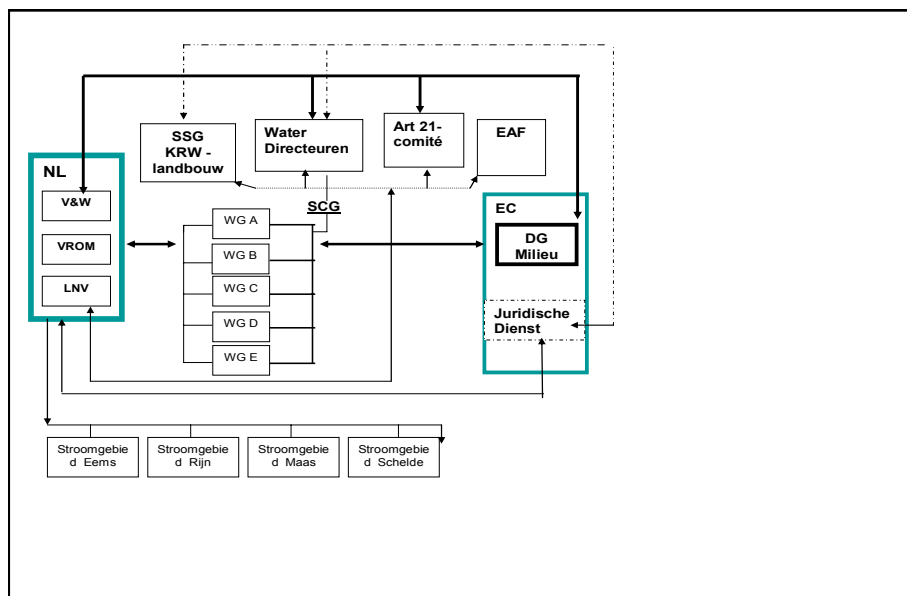 SSG
KRW -
landbouw
Water
Directeuren
Art 21-
comité
EAF
NL
V&W
VROM
LNV
SCG
WG A
WG B
WG C
WG D
WG E
EC
DG
Milieu
Juridische
Dienst
Stroomgebie
d Eems
Stroomgebie
d Rijn
Stroomgebie
d Maas
Stroomgebie
d Schelde